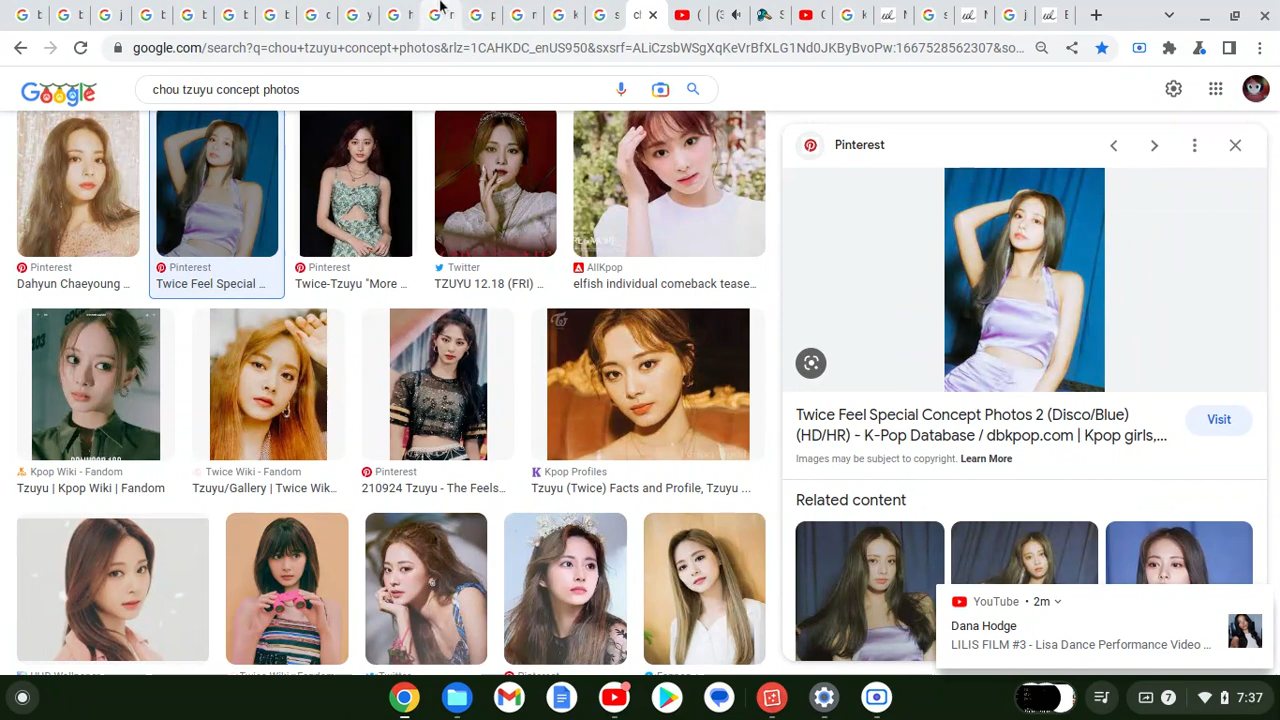 b
b
j
b
b
b
c
y
h
n
p
n
k
s
cl
(
(3
S
C
k
N
s
N
j
E
google.com/search?q=chou+tzuyu+concept+photos&rlz=1CAHKDC_enUS950&sxsrf=ALiCzsbWSgXqKeVrBfXLG1Nd0JKByBvoPw:1667528562307&so...
Google
chou tzuyu concept photos
Pinterest
Pinterest
Pinterest
Pinterest
Twitter
AllKpop
Dahyun Chaeyoung ...
Twice Feel Special ...
Twice-Tzuyu "More ...
TZUYU 12.18 (FRI) ...
elfish individual comeback tease...
Twice Feel Special Concept Photos 2 (Disco/Blue)
(HD/HR) - K-Pop Database / dbkpop.com | Kpop girls,...
Visit
Images may be subject to copyright. Learn More
Kpop Wiki - Fandom
Twice Wiki - Fandom
Pinterest
Kpop Profiles
Tzuyu | Kpop Wiki | Fandom
Tzuyu/Gallery | Twice Wik...
210924 Tzuyu - The Feels...
Tzuyu (Twice) Facts and Profile, Tzuyu ...
Related content
YouTube • 2m
Dana Hodge
LILIS FILM #3 - Lisa Dance Performance Video ...
7
7:37